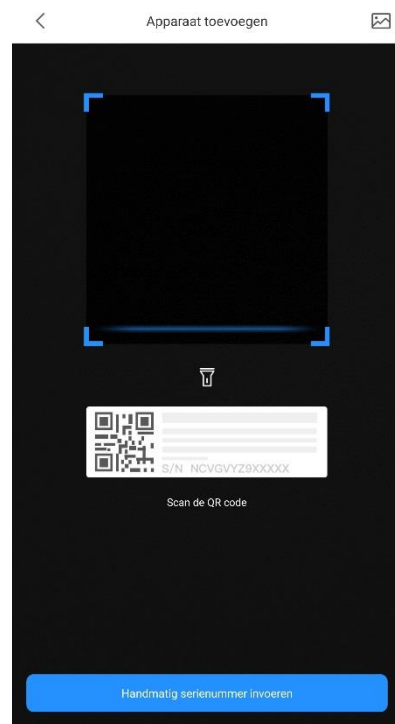 Apparaat toevoegen
S/N NCVGVYZ9XXXXX
Scan de QR code
Handmatig serienummer invoeren